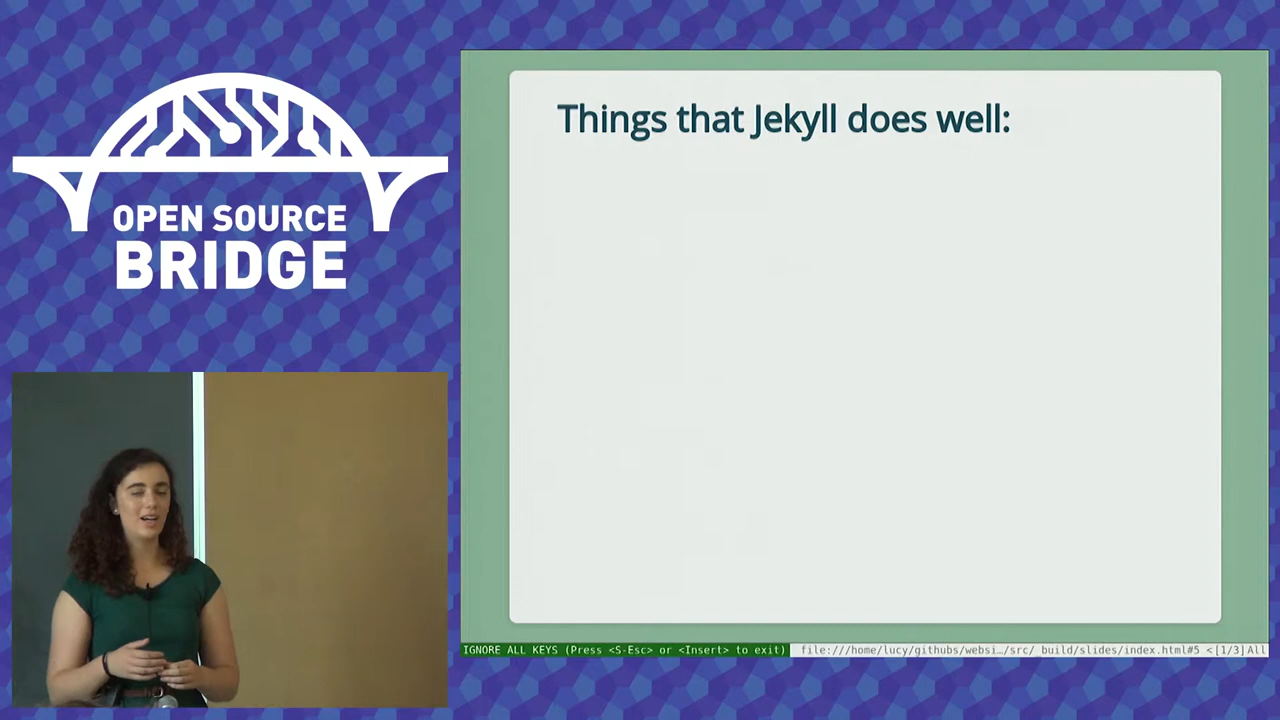 OPEN SOURCE
BRIDGE
Things that Jekyll does well:
IGNORE ALL KEYS (Press <S-Esc> or <Insert> to exit)
file:///home/lucy/githubs/websi…/src/_build/slides/index.html#5 <[1/3]All